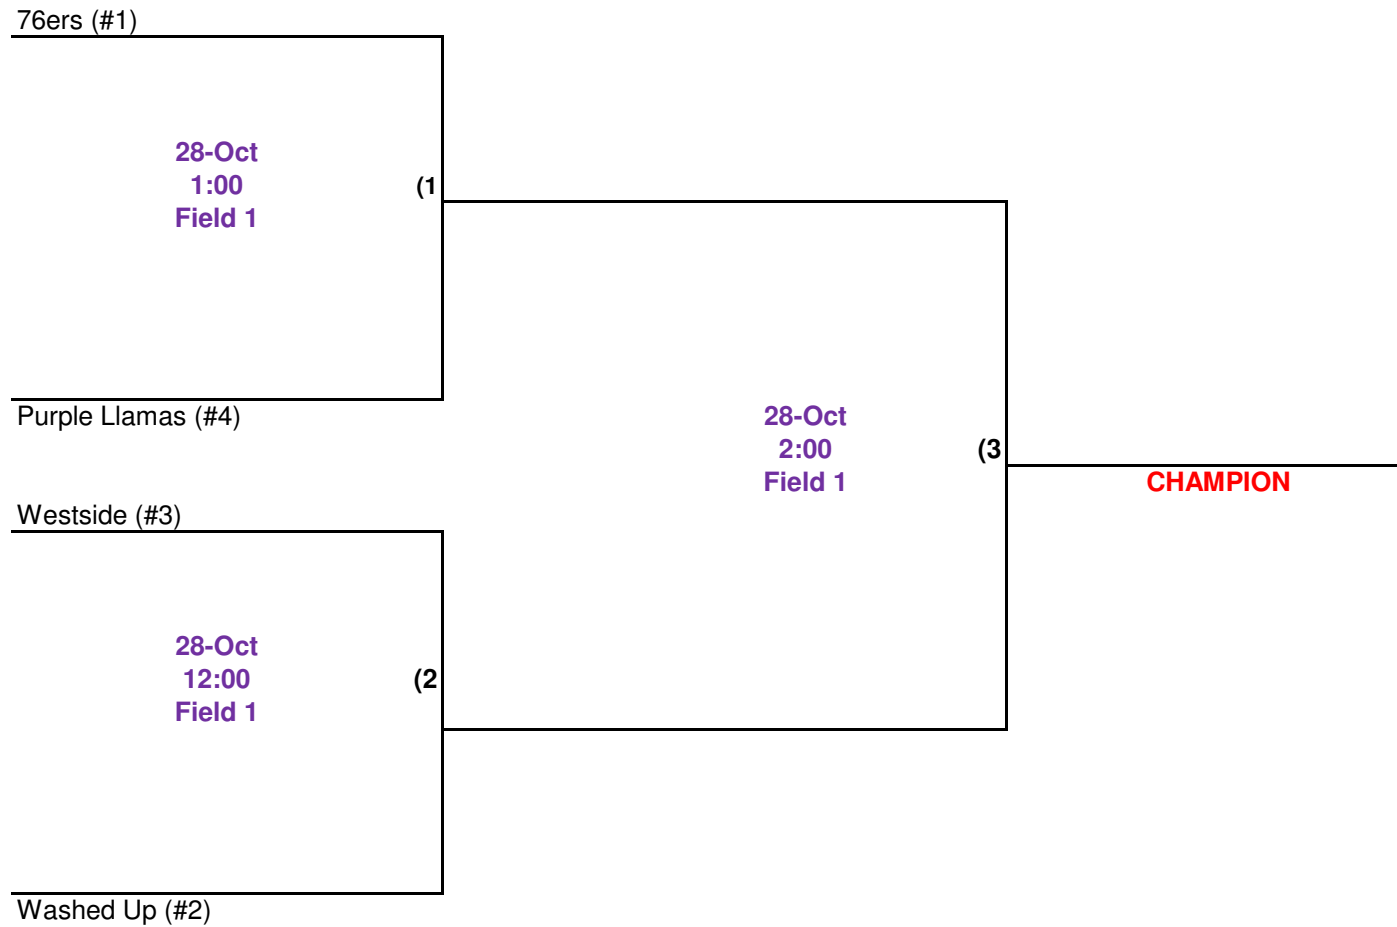 76ers (#1)
28-Oct
1:00
Field 1
(1
Purple Llamas (#4)
28-Oct
2:00
Field 1
(3
CHAMPION
Westside (#3)
28-Oct
12:00
Field 1
(2
Washed Up (#2)